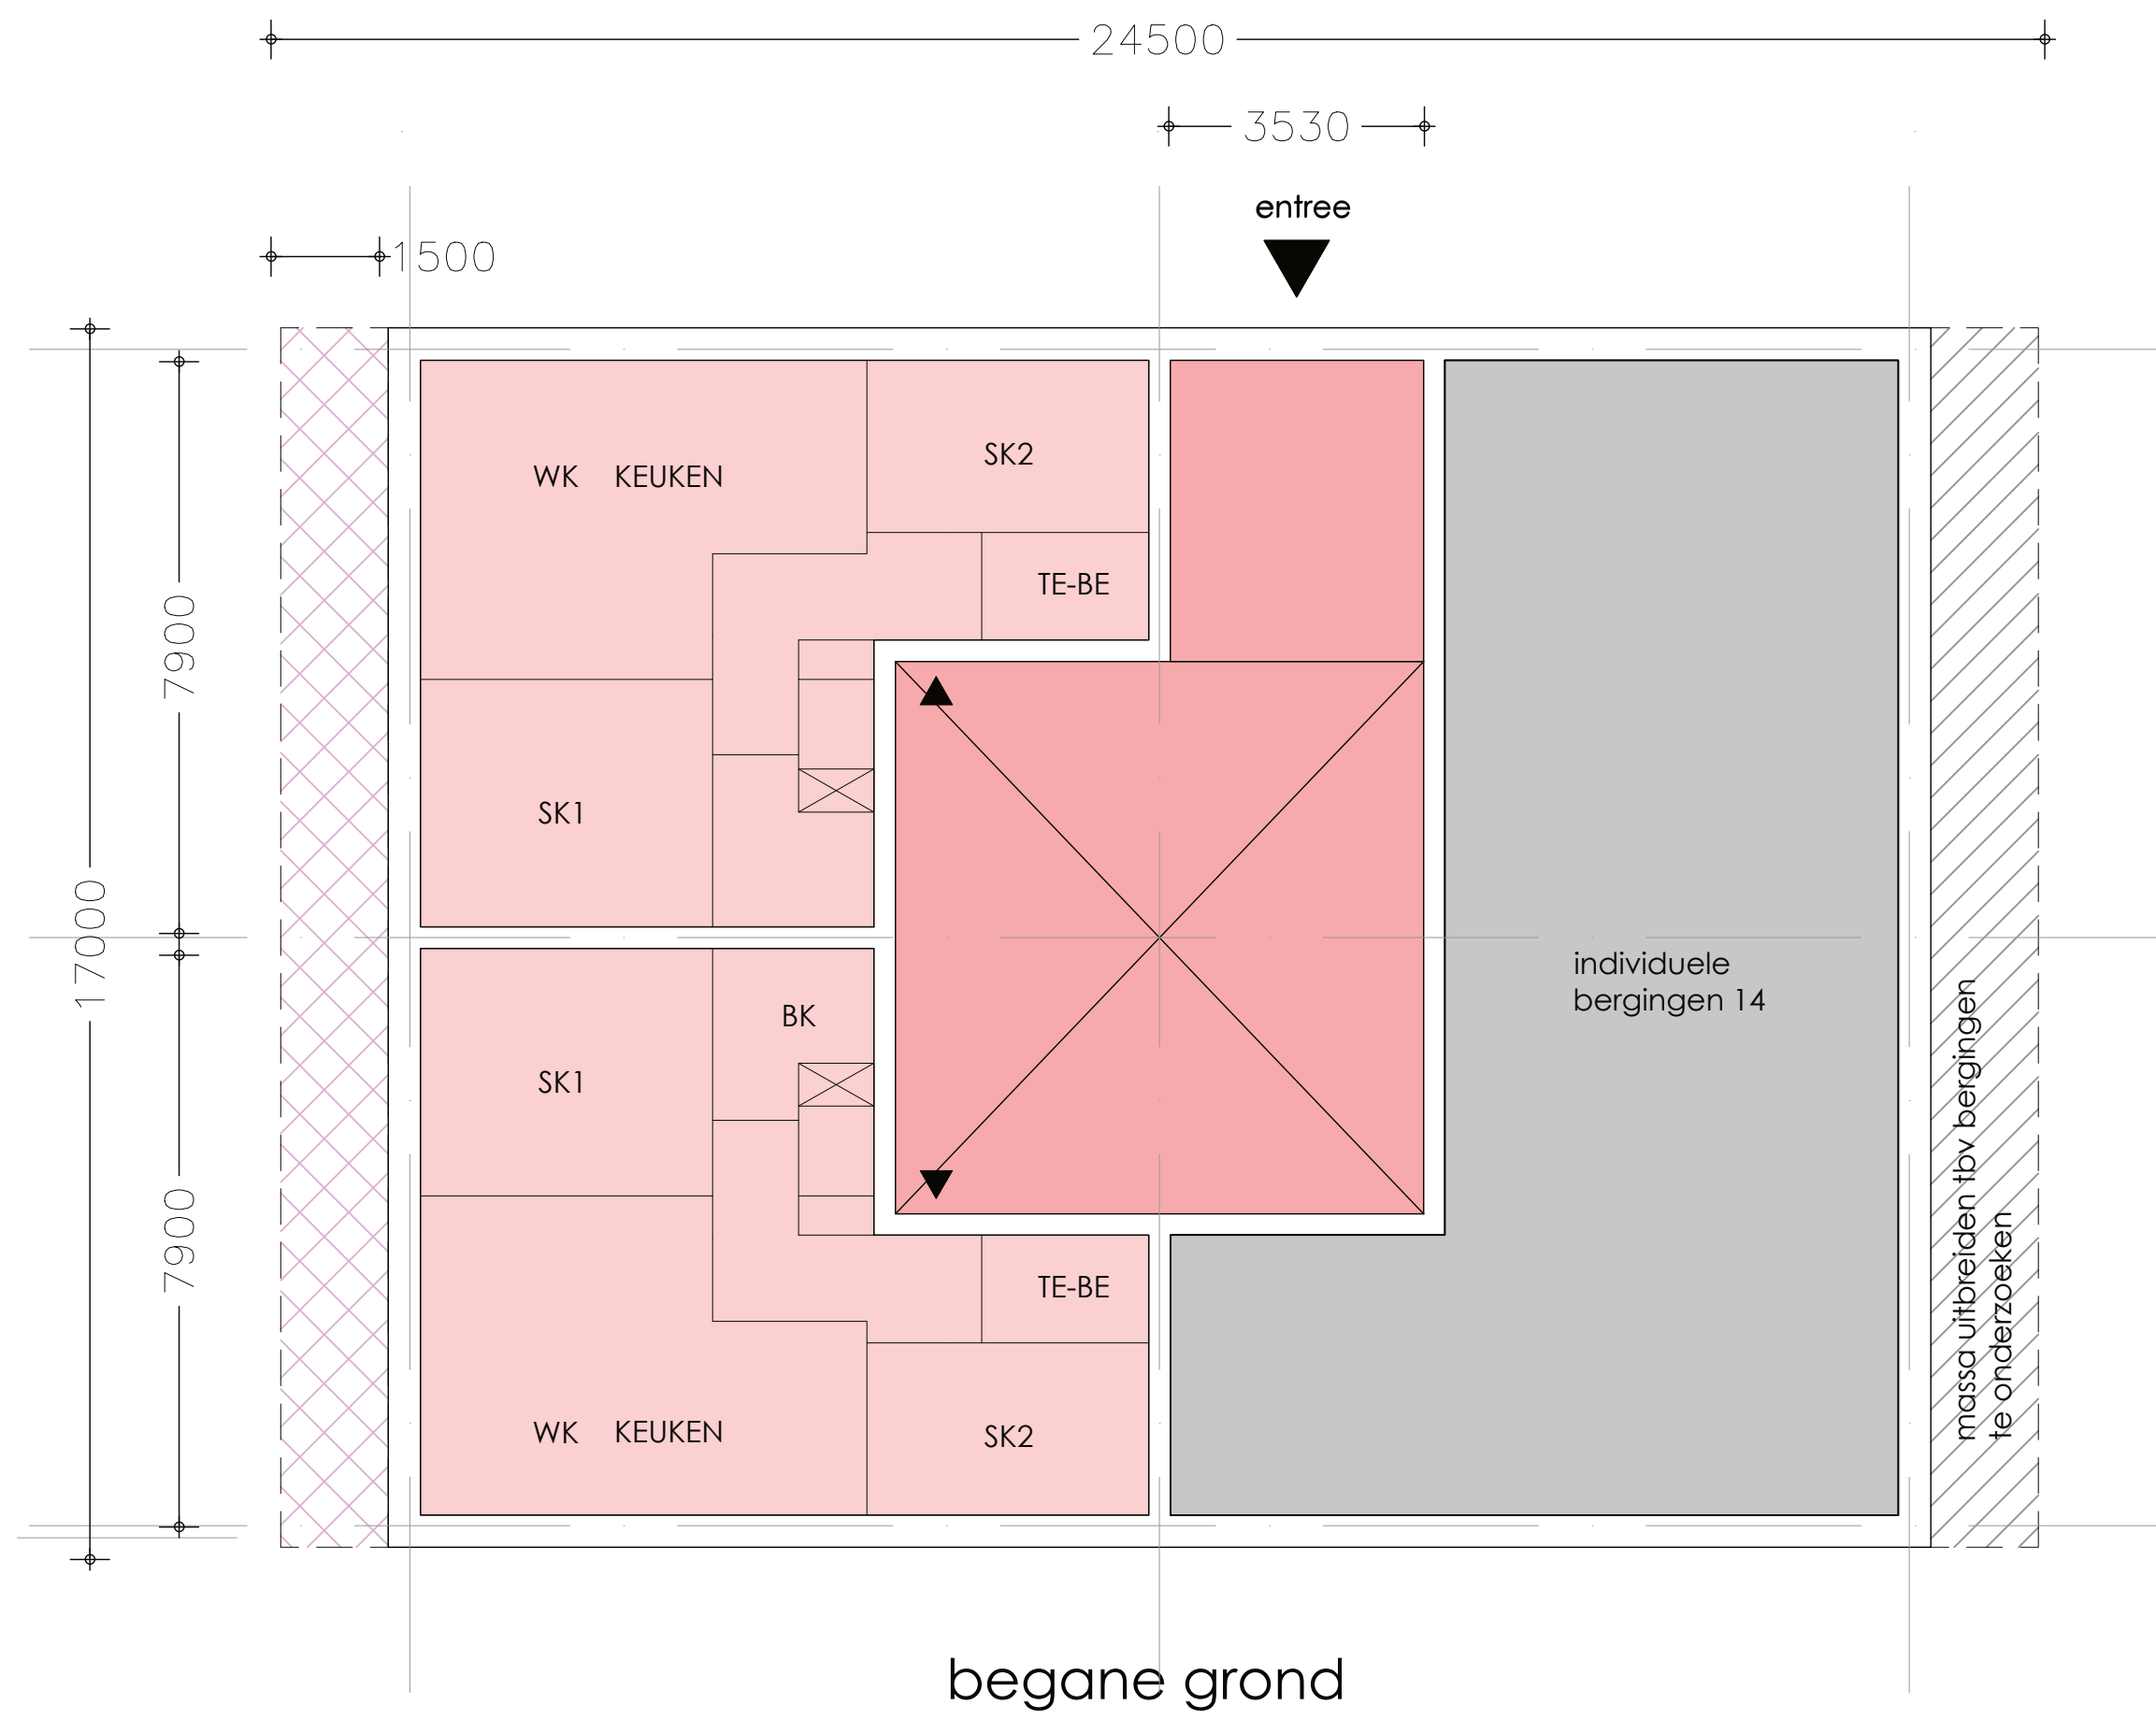 24500
3530
entree
1500
WK KEUKEN
SK2
TE-BE
7900
SK1
17000
individuele
bergingen 14
BK
SK1
massa uitbreiden tbv bergingen
te onderzoeken
7900
TE-BE
WK KEUKEN
SK2
begane grond